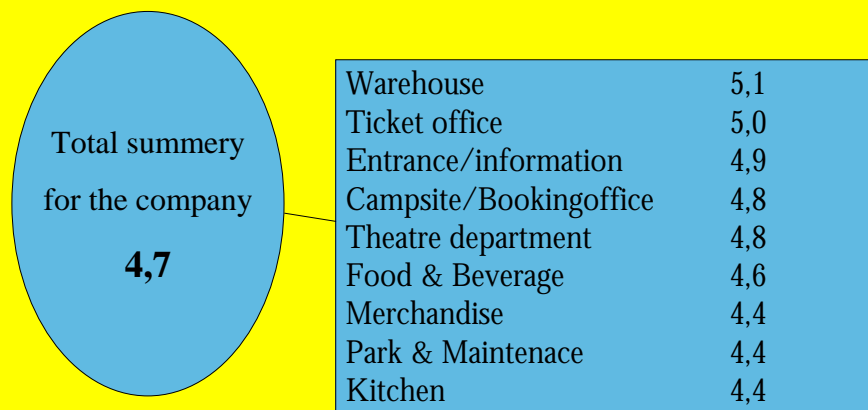 Total summery
for the company
4,7
Warehouse 5,1
Ticket office 5,0
Entrance/information 4,9
Campsite/Bookingoffice 4,8
Theatre department 4,8
Food & Beverage 4,6
Merchandise 4,4
Park & Maintenace 4,4
Kitchen 4,4